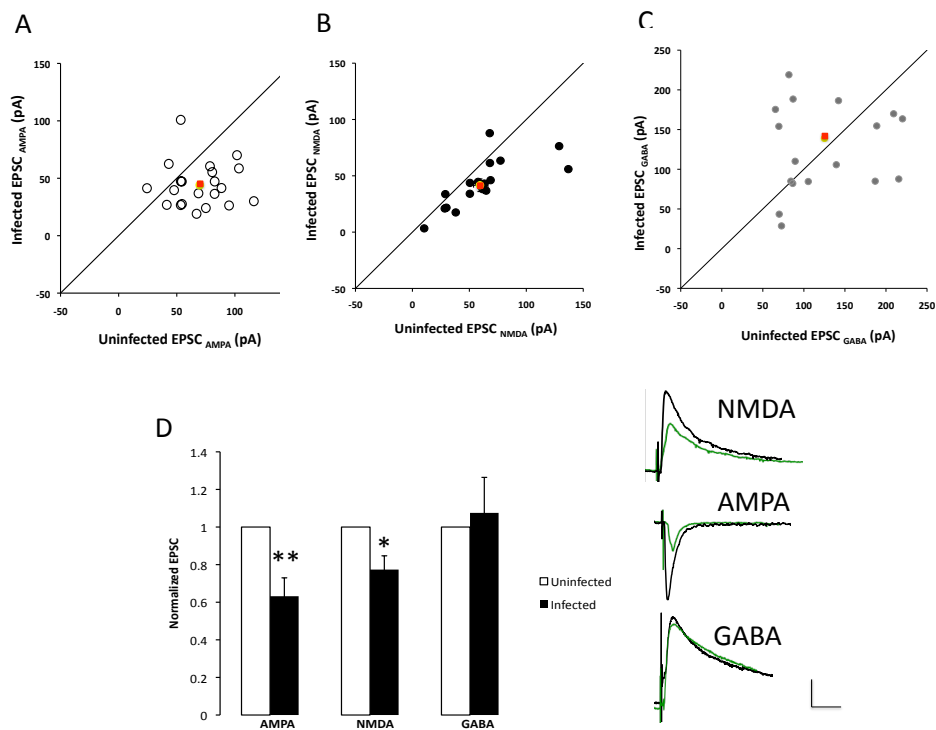 A
B
C
150
100
50
0
-50
-50
0
50
100
Infected EPSC AMPA (pA)
Uninfected EPSC AMPA (pA)
150
100
50
0
-50
-50
0
50
100
150
Infected EPSC NMDA (pA)
Uninfected EPSC NMDA (pA)
250
200
150
100
50
0
-50
-50
0
50
100
150
200
250
Infected EPSC GABA (pA)
Uninfected EPSC GABA (pA)
D
1.4
1.2
1
0.8
0.6
0.4
0.2
0
Normalized EPSC
**
*
AMPA
NMDA
GABA
Uninfected
Infected
NMDA
AMPA
GABA